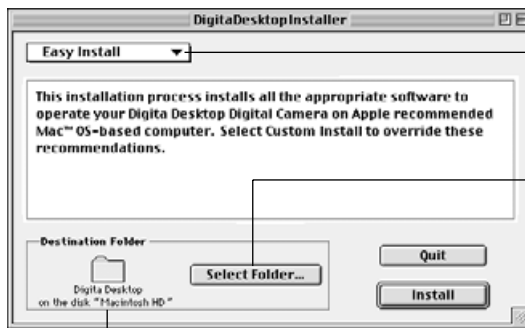 DigitaDesktopInstaller
Easy Install
This installation process installs all the appropriate software to
operate your Digita Desktop Digital Camera on Apple recommended
Mac™ OS-based computer. Select Custom Install to override these
recommendations.
Destination Folder
Digita Desktop
on the disk "Macintosh HD"
Select Folder...
Quit
Install